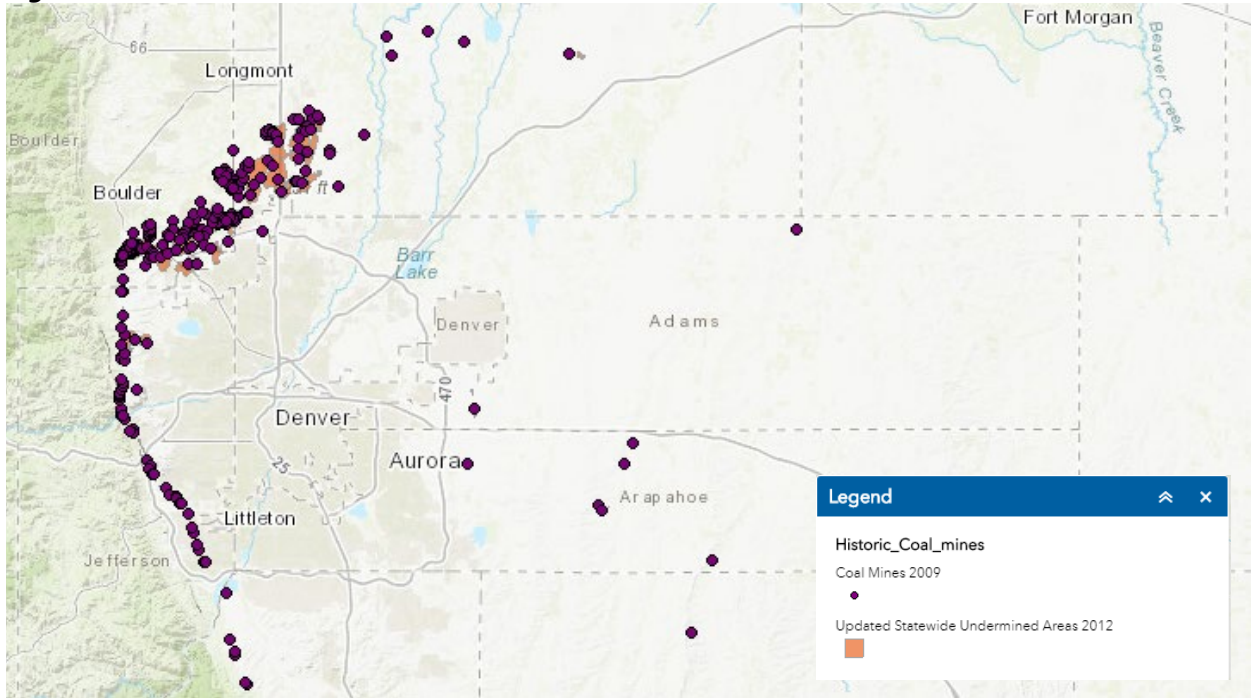 Fort Morgan
Beaver Creek
66
Longmont
Boulder
Boulder
ft
Barr
Lake
Denver
Adams
470
Denver
Aurora
25
Arapahoe
Littleton
Jefferson
Legend
Historic_Coal_mines
Coal Mines 2009
Updated Statewide Undermined Areas 2012